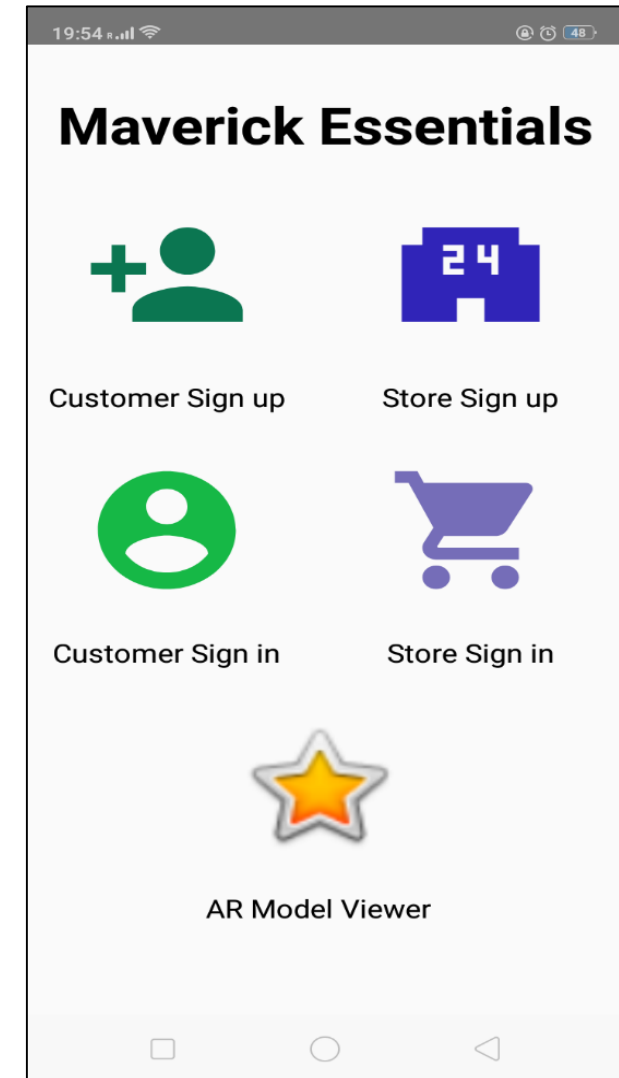 19:54 R
48
Maverick Essentials
24
Customer Sign up
Store Sign up
Customer Sign in
Store Sign in
AR Model Viewer